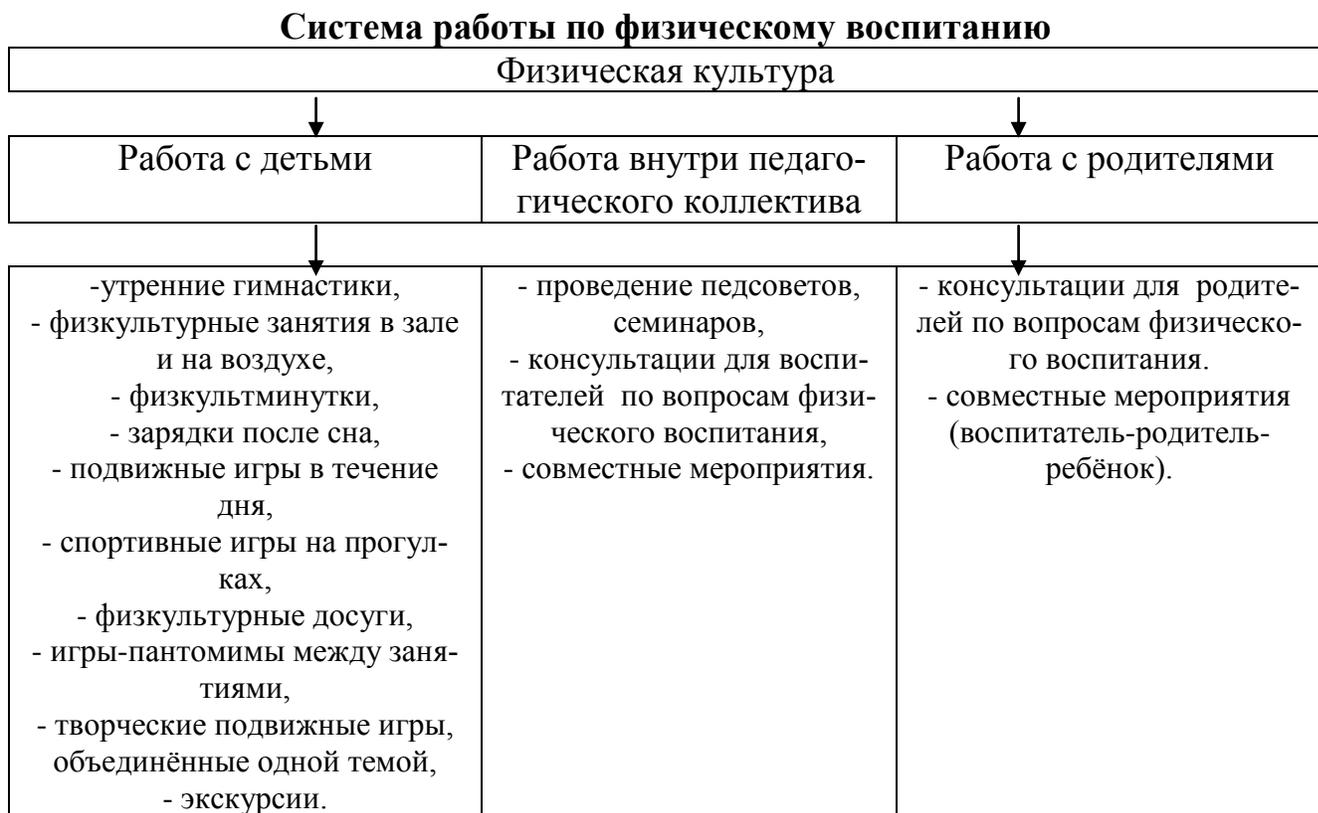 Система работы по физическому воспитанию
Физическая культура
Работа с детьми
Работа внутри педаго-
гического коллектива
Работа с родителями
-утренние гимнастики,
- физкультурные занятия в зале
и на воздухе,
- физкультминутки,
- зарядки после сна,
- подвижные игры в течение
дня,
- спортивные игры на прогул-
ках,
- физкультурные досуги,
- игры-пантомимы между заня-
тиями,
- творческие подвижные игры,
объединённые одной темой,
- экскурсии.
- проведение педсоветов,
семинаров,
- консультации для воспи-
тателей по вопросам физи-
ческого воспитания,
- совместные мероприятия.
- консультации для родите-
лей по вопросам физическо-
го воспитания.
- совместные мероприятия
(воспитатель-родитель-
ребёнок).